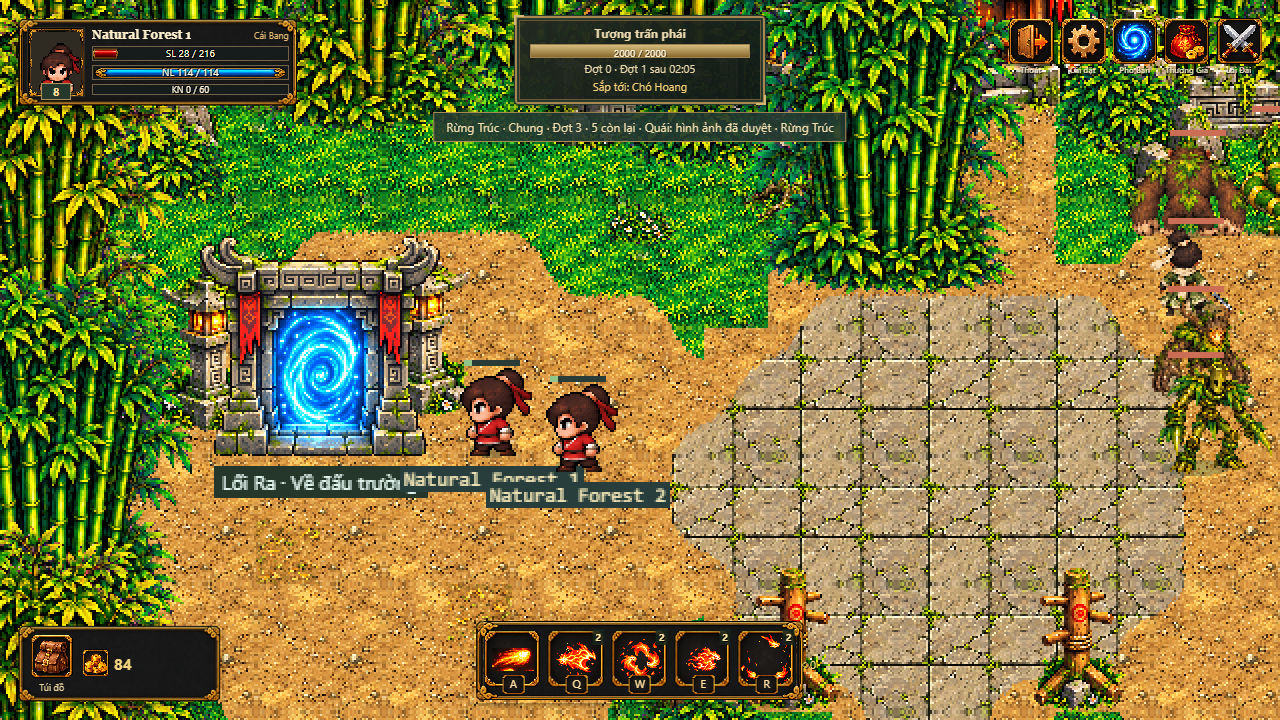 Natural Forest 1
Cái Bang
SL 28 / 216
NL 114 / 114
KN 0 / 60
8
Tượng trấn phái
2000 / 2000
Đợt 0 · Đợt 1 sau 02:05
Sắp tới: Chó Hoang
Rừng Trúc · Chung · Đợt 3 · 5 còn lại · Quái: hình ảnh đã duyệt · Rừng Trúc
Thương Gia
Lối Ra - Về đấu trườ
Natural Forest 1
Natural Forest 2
84
Túi đồ
2
2
2
2
A
Q
W
E
R